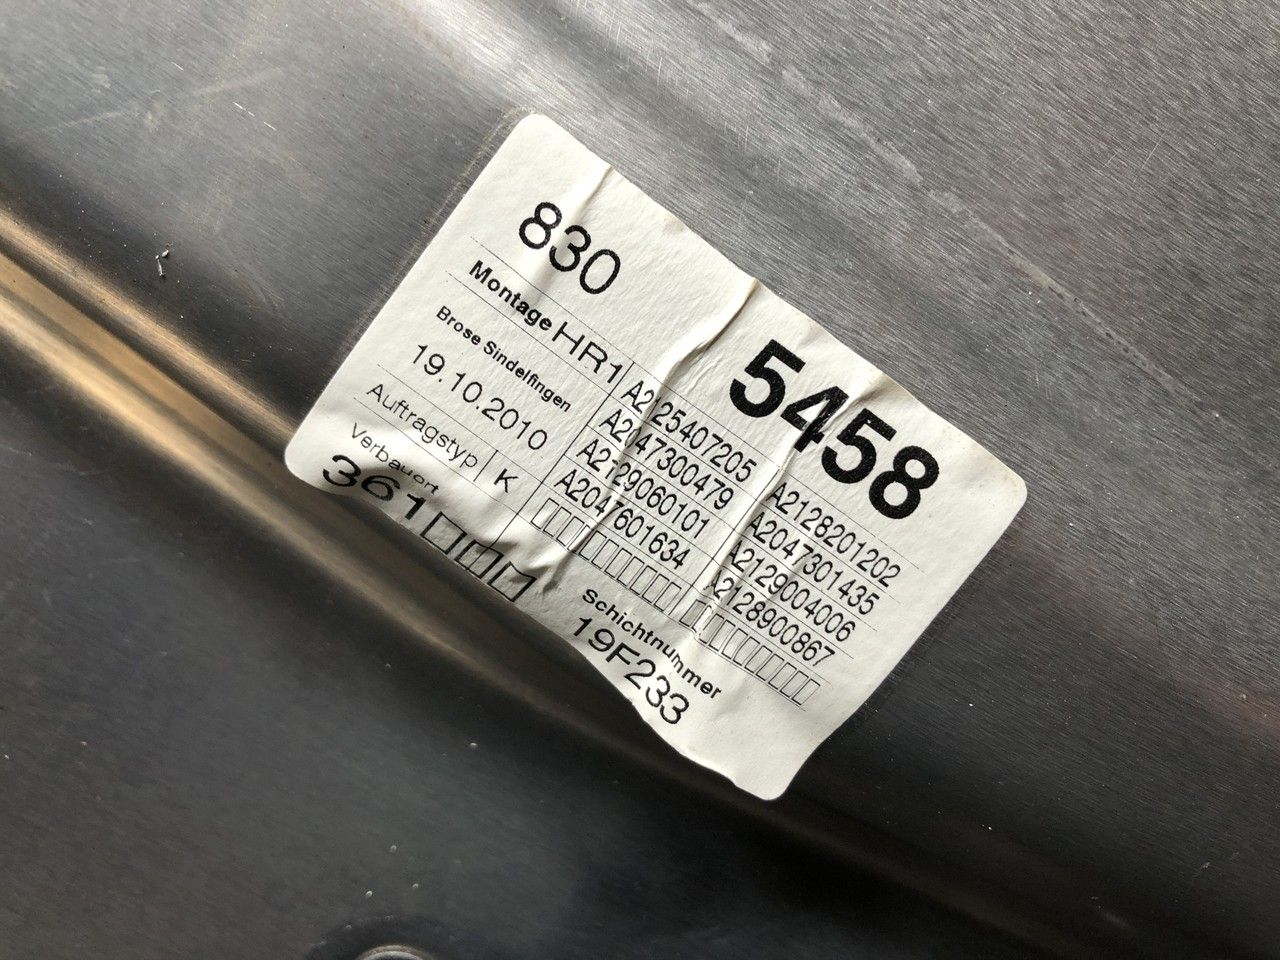 830
5458
Montage HR1
Brose Sindelfingen
19.10.2010
Auftragstyp K
Verbauort
361
A2125407205 A2128201202
A2047300479 A2047301435
A2129060101 A2129004006
A2047601634 A2128900867
Schichtnummer
19F233